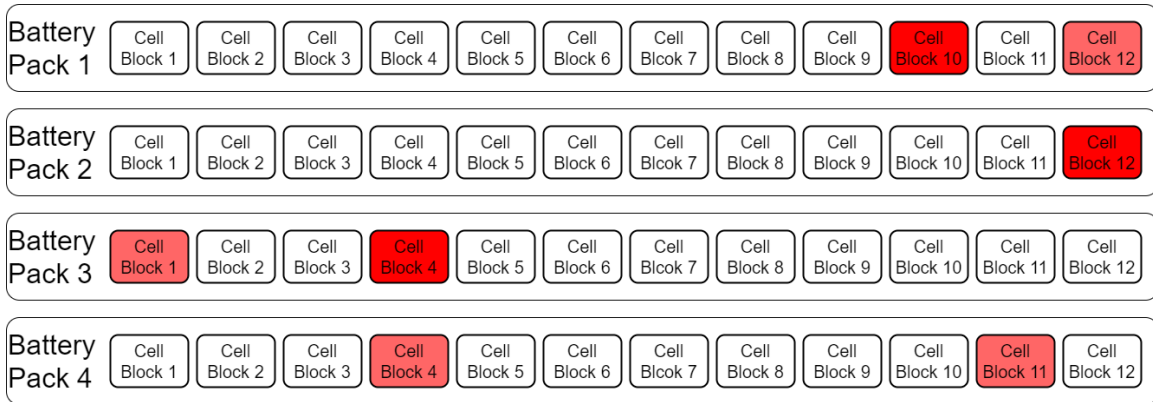 Battery Pack 1
Cell Block 1
Cell Block 2
Cell Block 3
Cell Block 4
Cell Block 5
Cell Block 6
Cell Blcok 7
Cell Block 8
Cell Block 9
Cell Block 10
Cell Block 11
Cell Block 12
Battery Pack 2
Cell Block 1
Cell Block 2
Cell Block 3
Cell Block 4
Cell Block 5
Cell Block 6
Cell Blcok 7
Cell Block 8
Cell Block 9
Cell Block 10
Cell Block 11
Cell Block 12
Battery Pack 3
Cell Block 1
Cell Block 2
Cell Block 3
Cell Block 4
Cell Block 5
Cell Block 6
Cell Blcok 7
Cell Block 8
Cell Block 9
Cell Block 10
Cell Block 11
Cell Block 12
Battery Pack 4
Cell Block 1
Cell Block 2
Cell Block 3
Cell Block 4
Cell Block 5
Cell Block 6
Cell Blcok 7
Cell Block 8
Cell Block 9
Cell Block 10
Cell Block 11
Cell Block 12